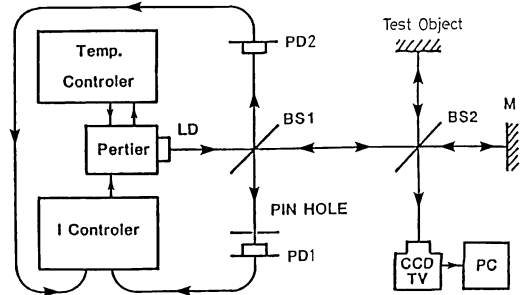 Temp.
Controler
PD2
Test Object
LD
BS1
BS2
M
Pertier
PIN HOLE
I Controler
PD1
CCD
TV
PC